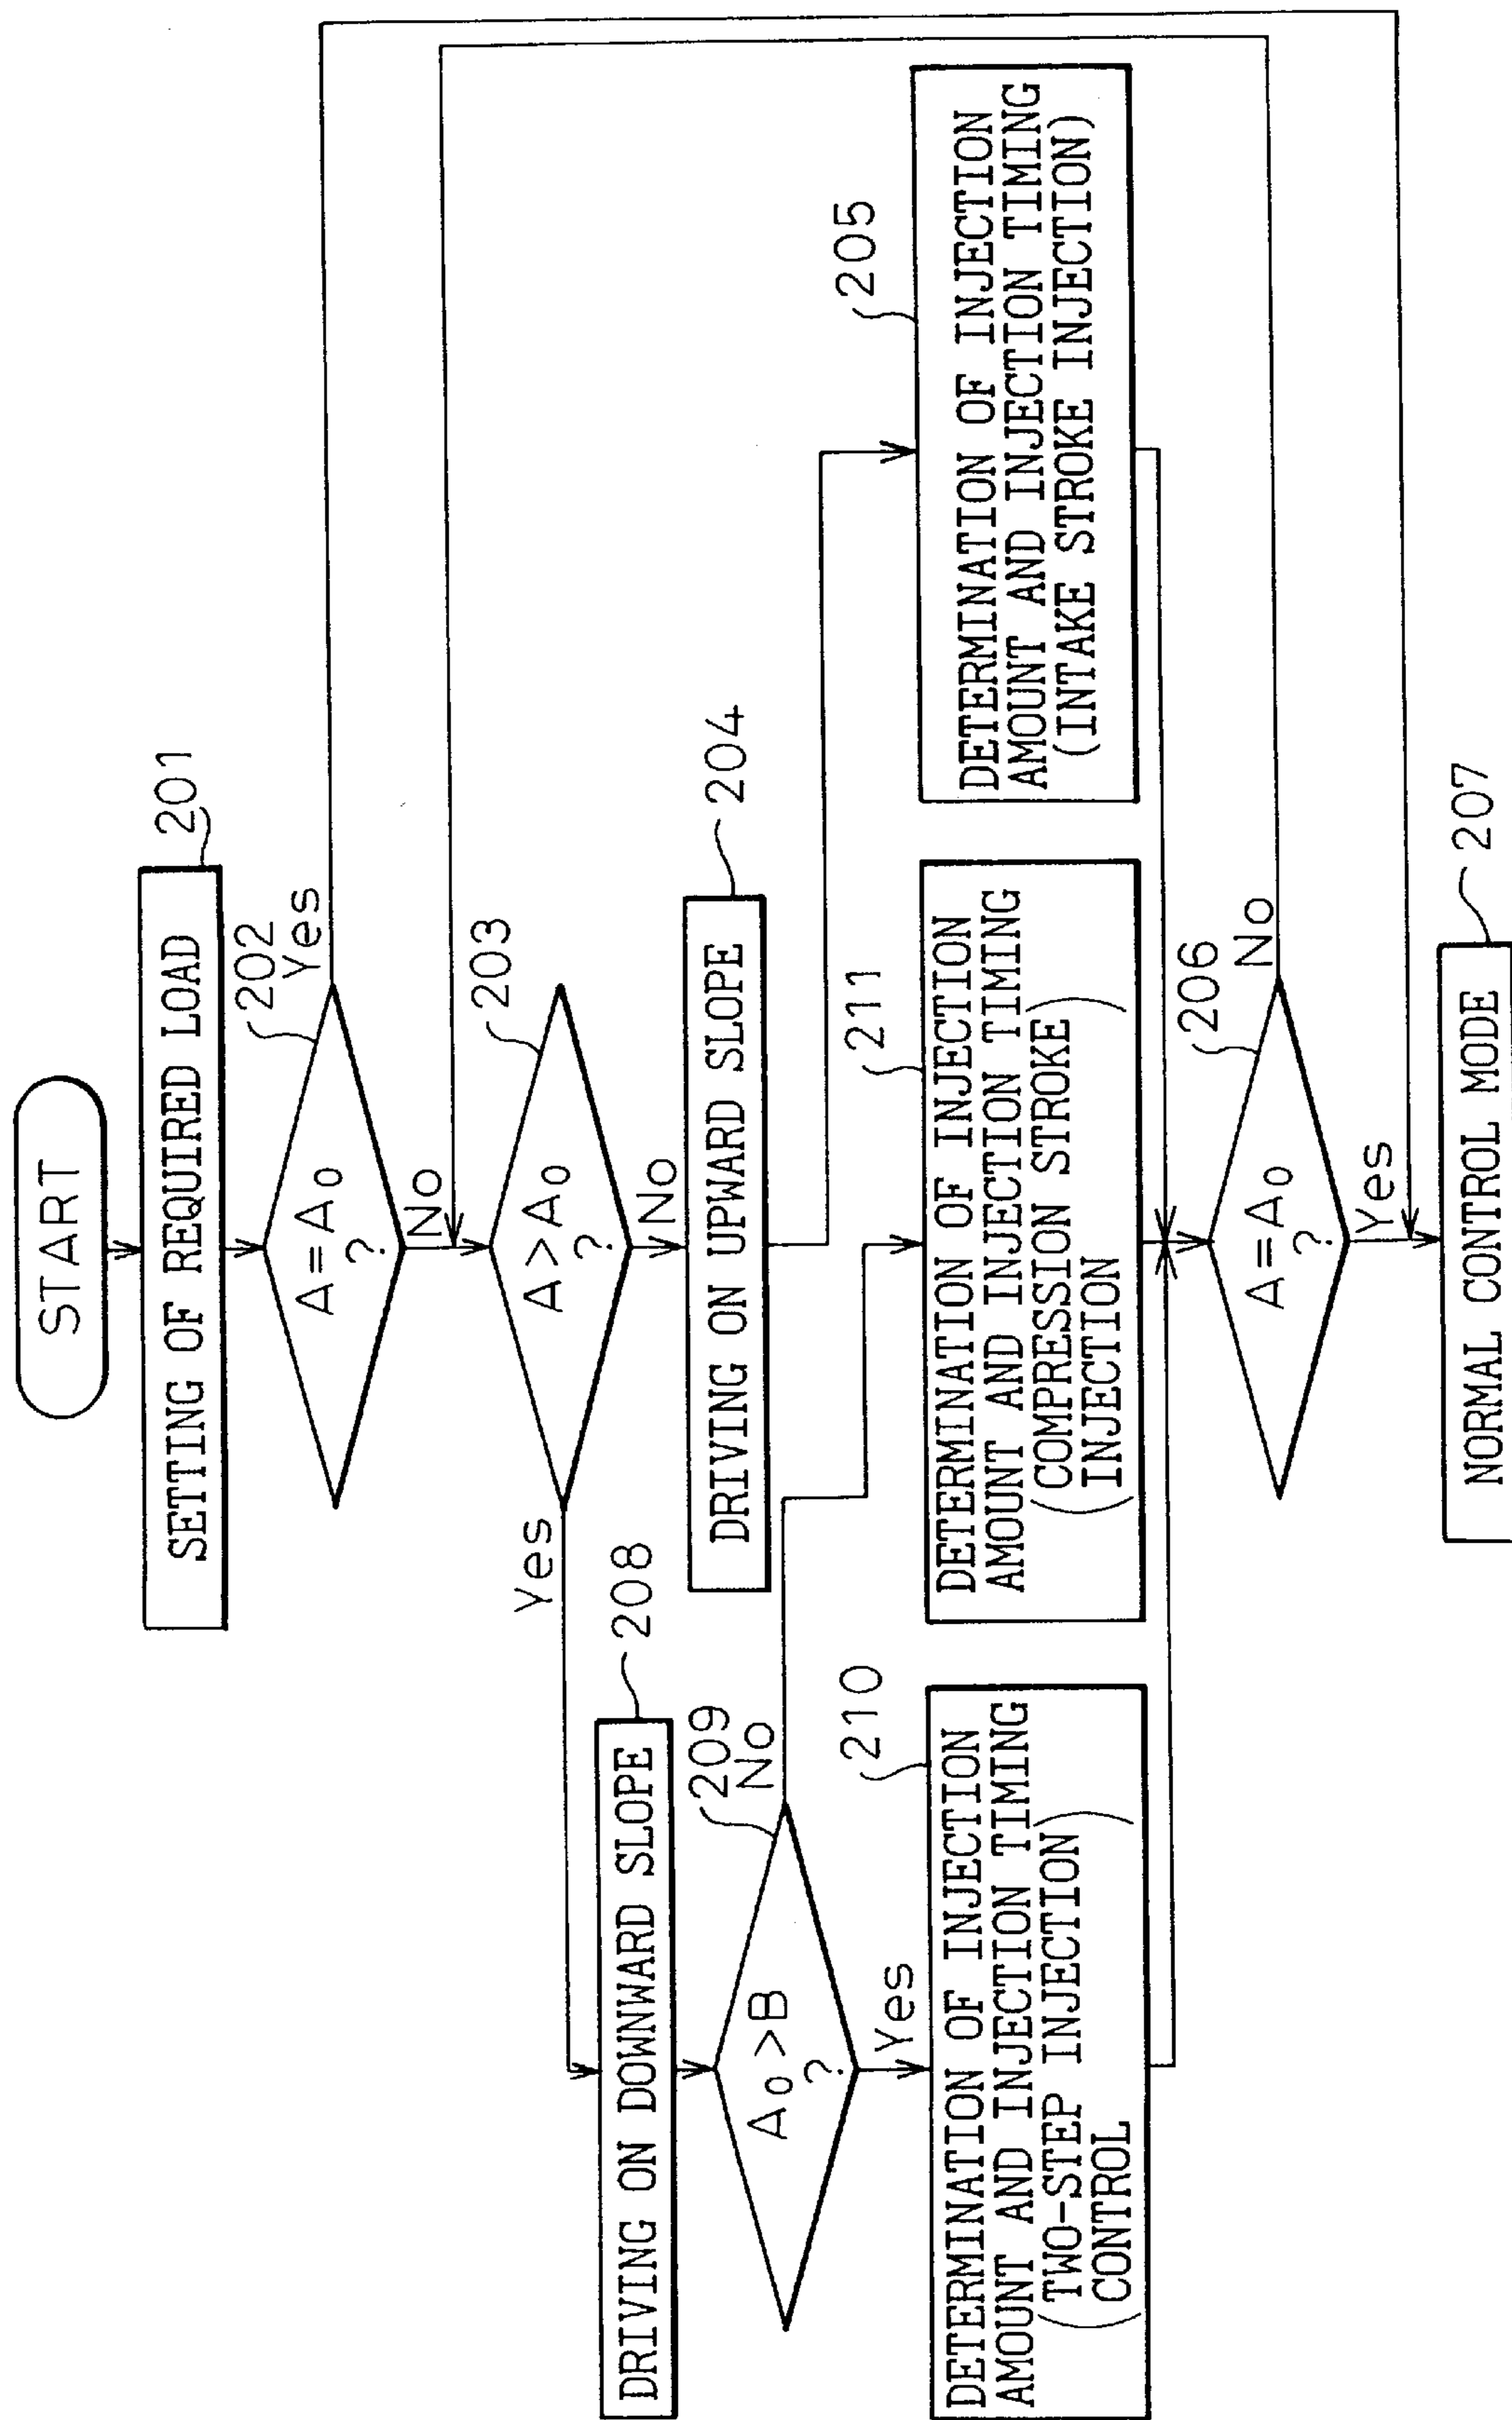 START
SETTING OF REQUIRED LOAD
201
A=A0
?
202
Yes
No
A>A0
?
203
Yes
No
DRIVING ON UPWARD SLOPE
204
DRIVING ON DOWNWARD SLOPE
208
A0>B
?
209
No
Yes
DETERMINATION OF INJECTION
AMOUNT AND INJECTION TIMING
(TWO-STEP INJECTION
CONTROL)
210
DETERMINATION OF INJECTION
AMOUNT AND INJECTION TIMING
(COMPRESSION STROKE
INJECTION)
211
DETERMINATION OF INJECTION
AMOUNT AND INJECTION TIMING
(INTAKE STROKE INJECTION)
205
A=A0
?
206
No
Yes
NORMAL CONTROL MODE
207